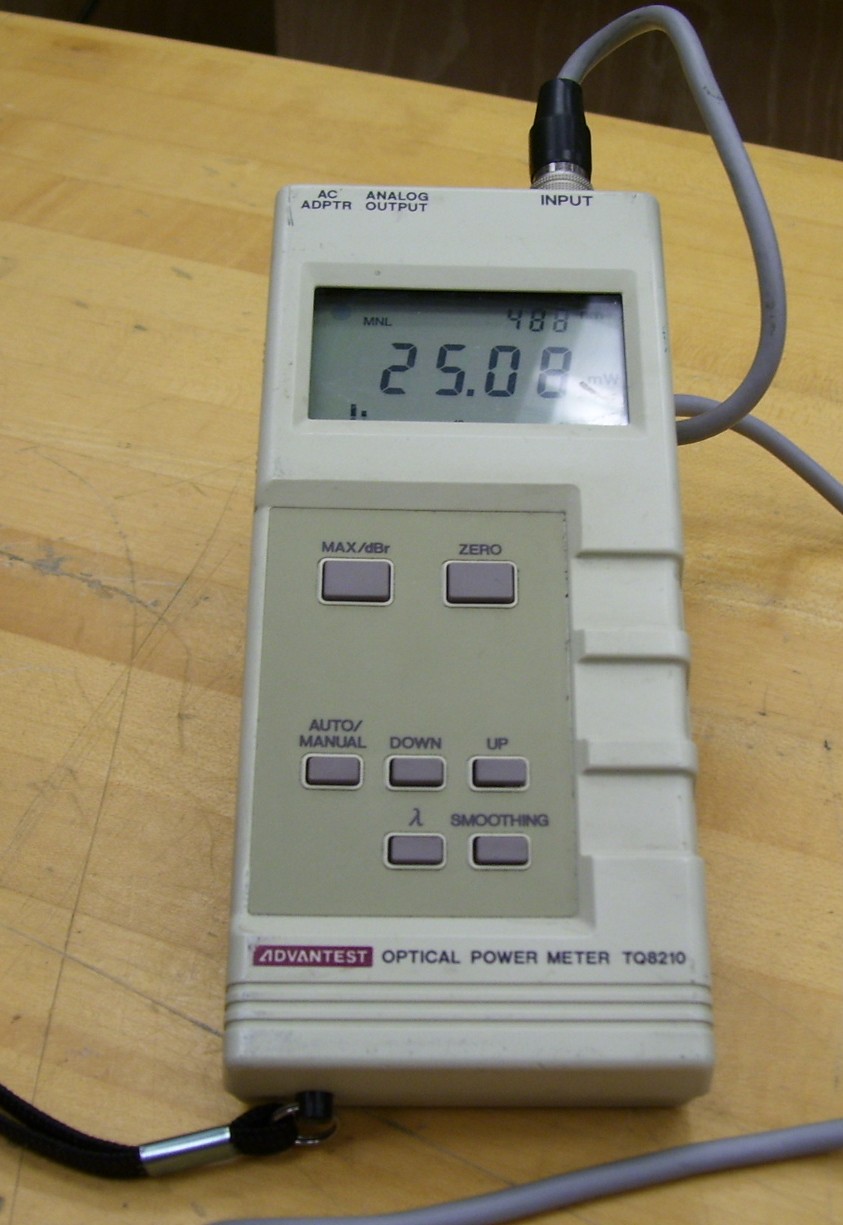 AC ANALOG INPUT
ADPTR OUTPUT
MNL 488
25.08 mW
MAX/dBr ZERO
AUTO/
MANUAL DOWN UP
λ SMOOTHING
ADVANTEST OPTICAL POWER METER TQ8210